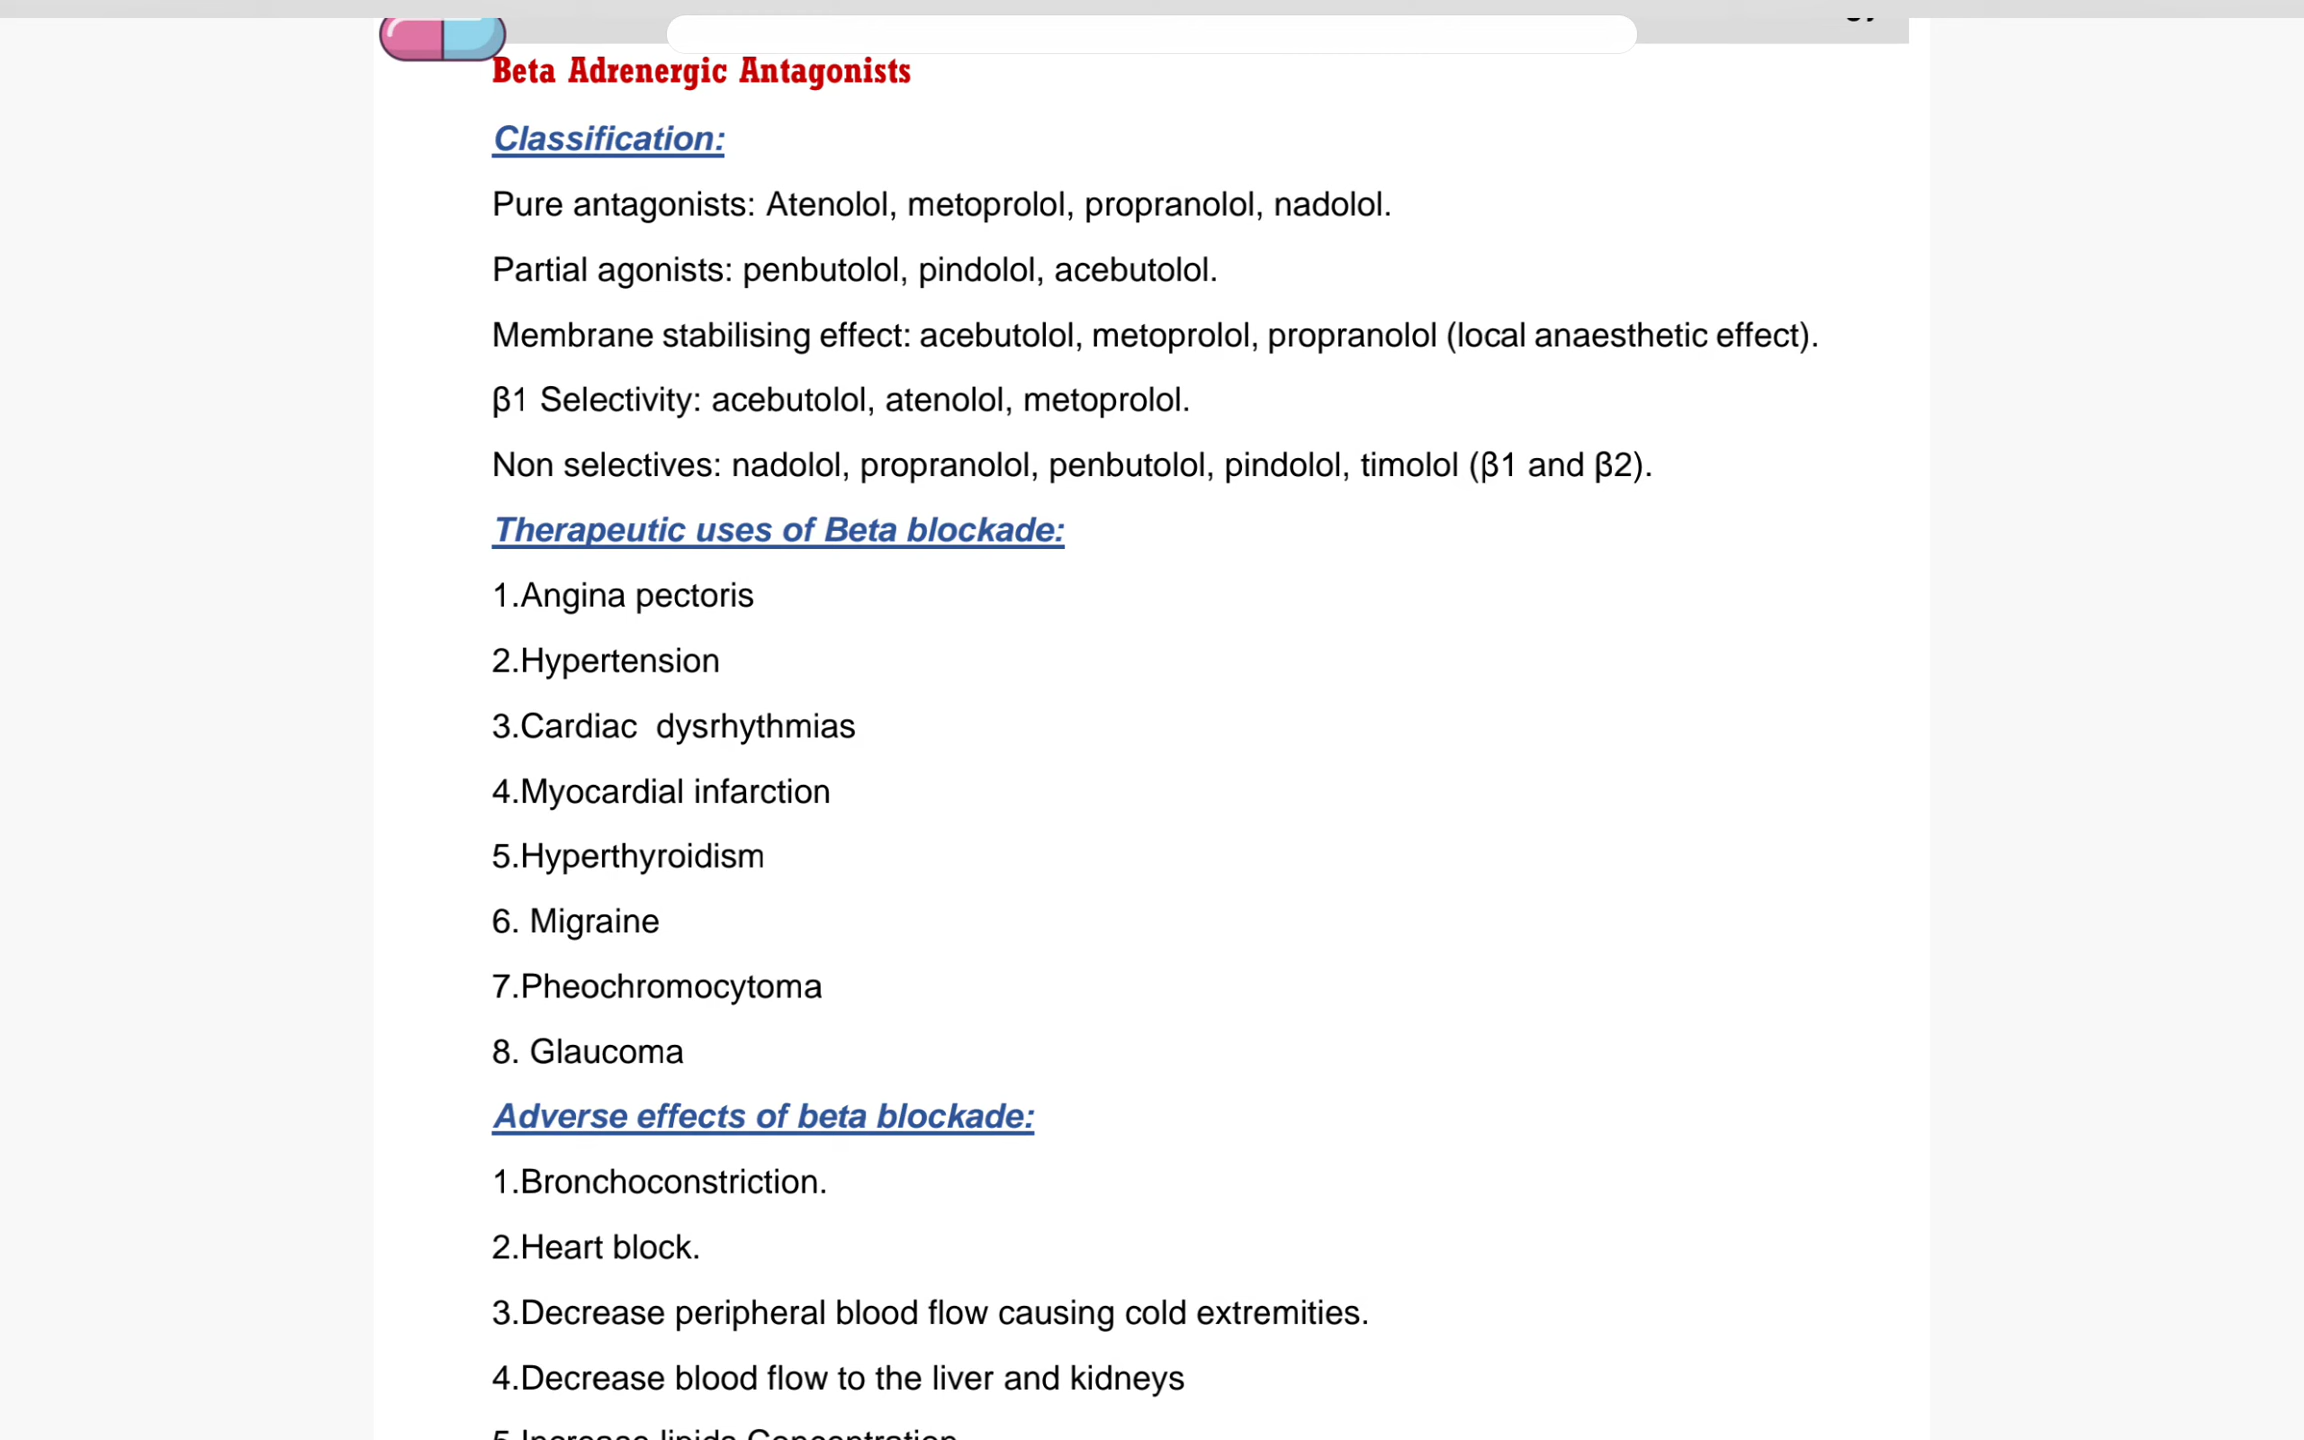 Beta Adrenergic Antagonists
Classification:
Pure antagonists: Atenolol, metoprolol, propranolol, nadolol.
Partial agonists: penbutolol, pindolol, acebutolol.
Membrane stabilising effect: acebutolol, metoprolol, propranolol (local anaesthetic effect).
β1 Selectivity: acebutolol, atenolol, metoprolol.
Non selectives: nadolol, propranolol, penbutolol, pindolol, timolol (β1 and β2).
Therapeutic uses of Beta blockade:
1.Angina pectoris
2.Hypertension
3.Cardiac  dysrhythmias
4.Myocardial infarction
5.Hyperthyroidism
6. Migraine
7.Pheochromocytoma
8. Glaucoma
Adverse effects of beta blockade:
1.Bronchoconstriction.
2.Heart block.
3.Decrease peripheral blood flow causing cold extremities.
4.Decrease blood flow to the liver and kidneys
5.Increase lipids Concentration